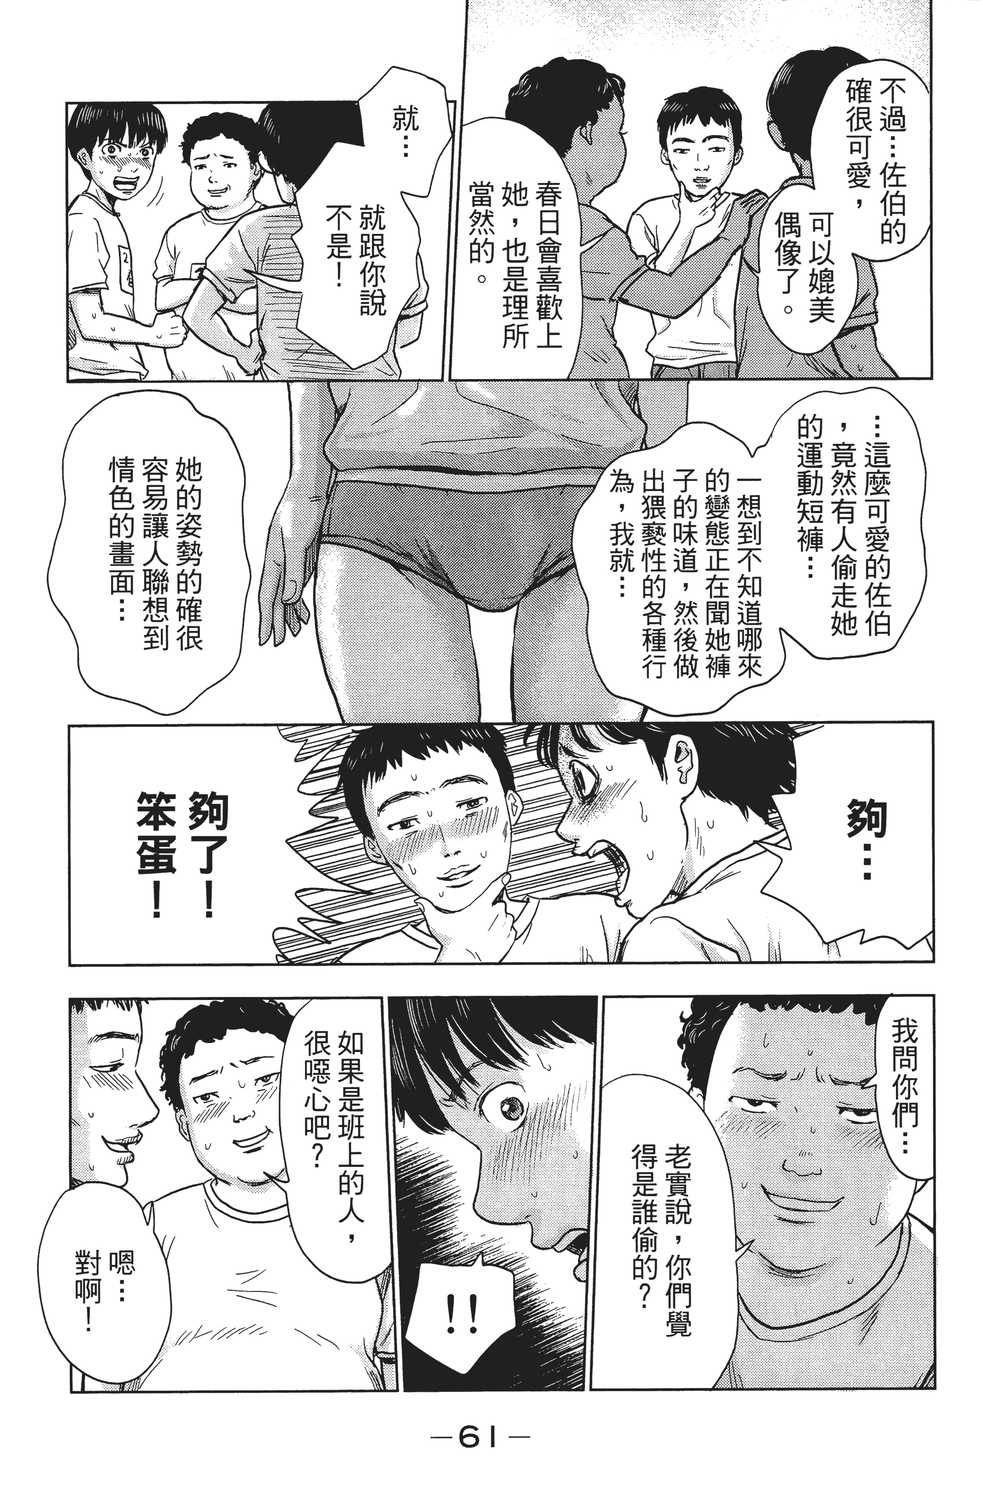 不過…佐伯的
確很可愛，
可以媲美
偶像了。
春日會喜歡上
她，也是理所
當然的。
就…
就跟你說
不是！
…這麼可愛的佐伯
，竟然有人偷走她
的運動短褲…
一想到不知道哪來
的變態正在聞她褲
子的味道，然後做
出猥褻性的各種行
為，我就…
她的姿勢的確很
容易讓人聯想到
情色的畫面…
夠…
夠了！
笨蛋！
我問你們…
老實說，你們覺
得是誰偷的？
!!
如果是班上的人，
很噁心吧？
嗯…
對啊！
—61—